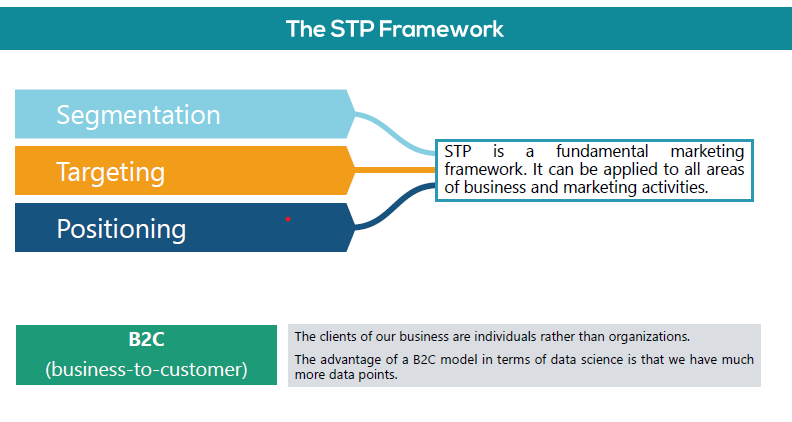 The STP Framework
Segmentation
Targeting
Positioning
STP is a fundamental marketing
framework. It can be applied to all areas
of business and marketing activities.
B2C
(business-to-customer)
The clients of our business are individuals rather than organizations.
The advantage of a B2C model in terms of data science is that we have much
more data points.